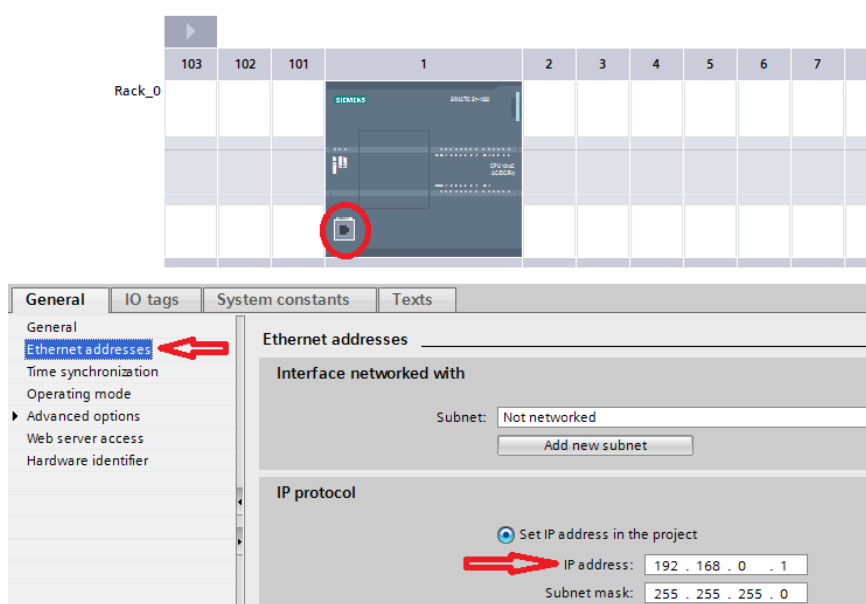 103 102 101 1 2 3 4 5 6 7
Rack_0
SIEMENS SIMATIC S7-1200
General IO tags System constants Texts
General
Ethernet addresses
Time synchronization
Operating mode
Advanced options
Web server access
Hardware identifier
Ethernet addresses
Interface networked with
Subnet: Not networked
Add new subnet
IP protocol
Set IP address in the project
IP address: 192 . 168 . 0 . 1
Subnet mask: 255 . 255 . 255 . 0